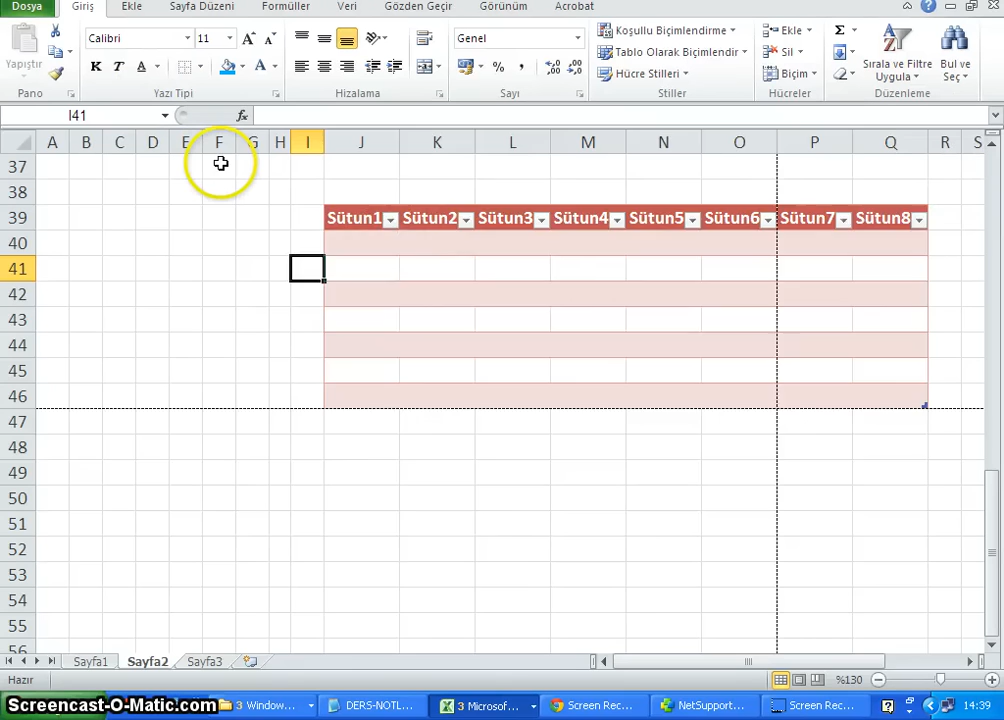 Dosya Giriş Ekle Sayfa Düzeni Formüller Veri Gözden Geçir Görünüm Acrobat
Yapıştır
Calibri 11
K T A A
Genel
% ,
Koşullu Biçimlendirme
Tablo Olarak Biçimlendir
Hücre Stilleri
Ekle
Sil
Biçim
Σ
Sırala ve Filtre Uygula
Bul ve Seç
Pano Yazı Tipi Hizalama Sayı Stiller Hücreler Düzenleme
I41 fx
A B C D E F G H I J K L M N O P Q R S
37
38
39 Sütun1 Sütun2 Sütun3 Sütun4 Sütun5 Sütun6 Sütun7 Sütun8
40
41
42
43
44
45
46
47
48
49
50
51
52
53
54
55
56
Sayfa1 Sayfa2 Sayfa3
Hazır %130
Screencast-O-Matic.com 3 Window... DERS-NOTL... 3 Microsof... Screen Rec... NetSupport... Screen Rec... 14:39